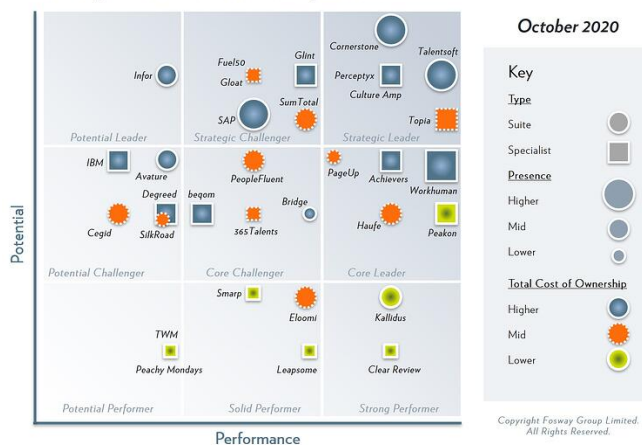 Cornerstone
Talentsoft
Fuel50
Gloat
Glint
Infor
Perceptyx
Culture Amp
SAP
SumTotal
Topia
Potential Leader
Strategic Challenger
Strategic Leader
IBM
Avature
PeopleFluent
PageUp
Achievers
Workhuman
Degreed
beqom
Bridge
Cegid
SilkRoad
365Talents
Haufe
Peakon
Potential Challenger
Core Challenger
Core Leader
Smarp
Eloomi
Kallidus
TWM
Peachy Mondays
Leapsome
Clear Review
Potential Performer
Solid Performer
Strong Performer
Potential
Performance
October 2020
Key
Type
Suite
Specialist
Presence
Higher
Mid
Lower
Total Cost of Ownership
Higher
Mid
Lower
Copyright Fosway Group Limited.
All Rights Reserved.